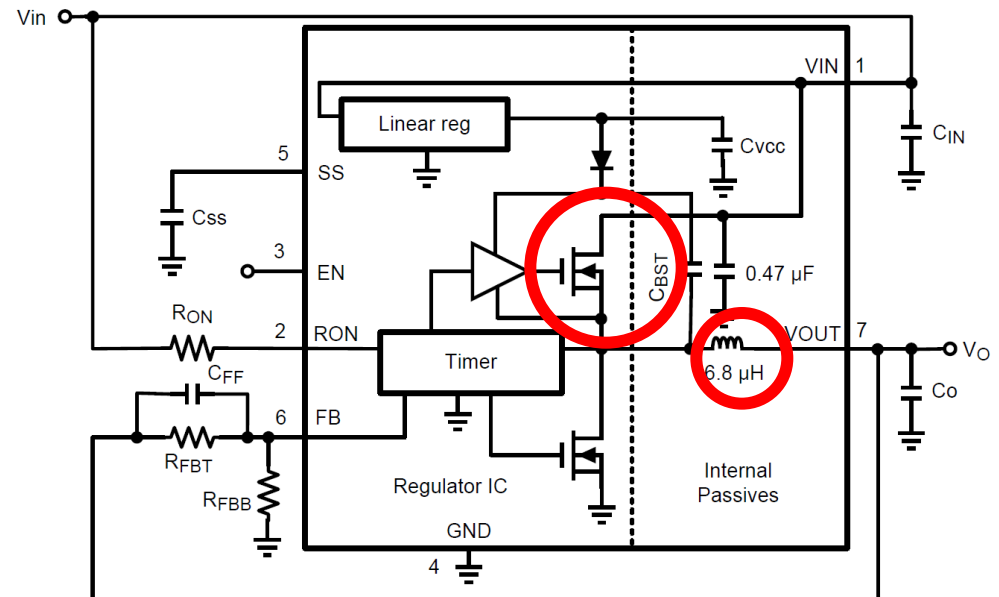 Vin
VIN 1
Linear reg
Cvcc
CIN
5
SS
Css
3
EN
CBST
0.47 µF
RON
2
RON
Timer
VOUT 7
VO
6.8 µH
CFF
Co
6
FB
RFBT
RFBB
Regulator IC
Internal
Passives
GND
4